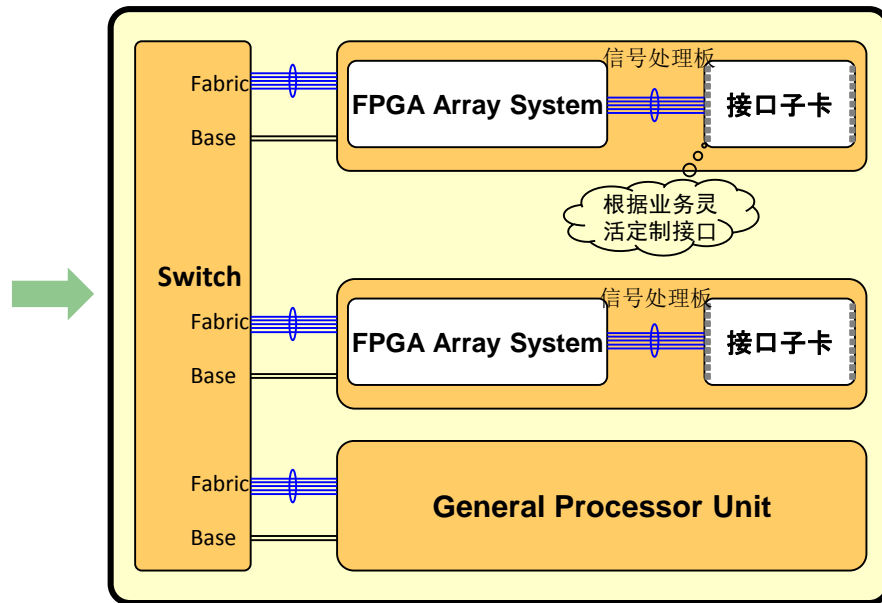 信号处理板
Fabric
FPGA Array System
接口子卡
Base
根据业务灵
活定制接口
Switch
信号处理板
Fabric
FPGA Array System
接口子卡
Base
Fabric
General Processor Unit
Base